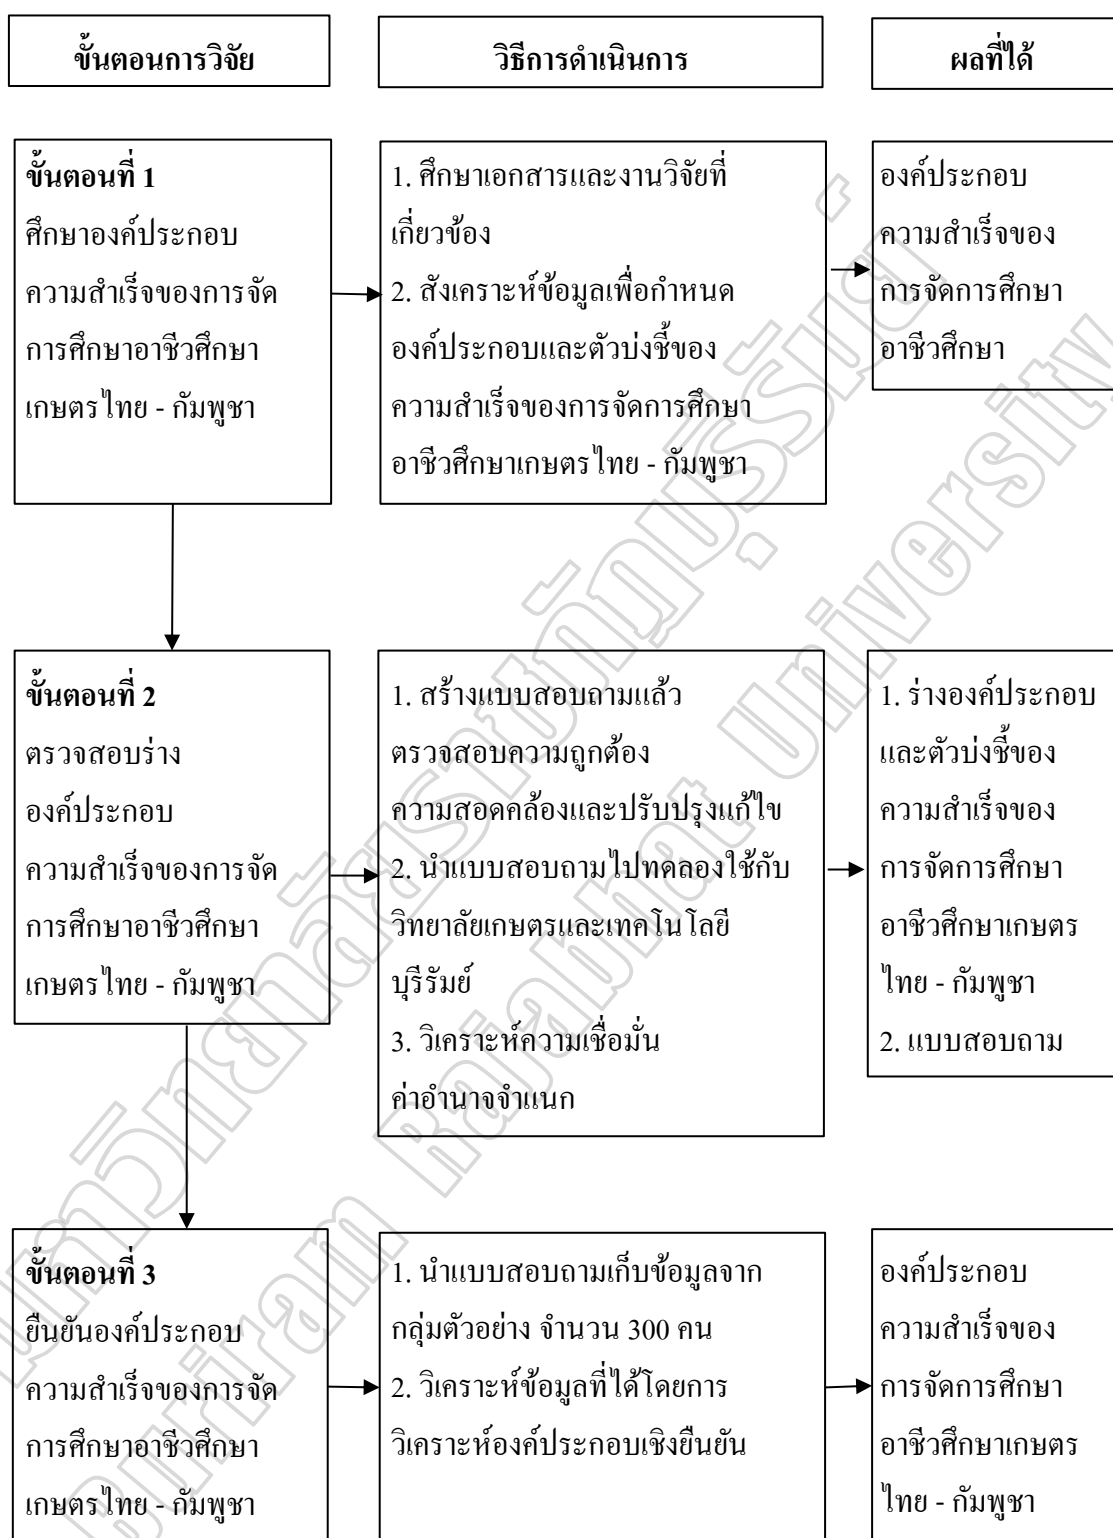 ขั้นตอนการวิจัย
วิธีการดำเนินการ
ผลที่ได้
ขั้นตอนที่ 1
ศึกษาองค์ประกอบ
ความสำเร็จของการจัด
การศึกษาอาชีวศึกษา
เกษตรไทย - กัมพูชา
1. ศึกษาเอกสารและงานวิจัยที่
เกี่ยวข้อง
2. สังเคราะห์ข้อมูลเพื่อกำหนด
องค์ประกอบและตัวบ่งชี้ของ
ความสำเร็จของการจัดการศึกษา
อาชีวศึกษาเกษตรไทย - กัมพูชา
องค์ประกอบ
ความสำเร็จของ
การจัดการศึกษา
อาชีวศึกษา
ขั้นตอนที่ 2
ตรวจสอบร่าง
องค์ประกอบ
ความสำเร็จของการจัด
การศึกษาอาชีวศึกษา
เกษตรไทย - กัมพูชา
1. สร้างแบบสอบถามแล้ว
ตรวจสอบความถูกต้อง
ความสอดคล้องและปรับปรุงแก้ไข
2. นำแบบสอบถามไปทดลองใช้กับ
วิทยาลัยเกษตรและเทคโนโลยี
บุรีรัมย์
3. วิเคราะห์ความเชื่อมั่น
ค่าอำนาจจำแนก
1. ร่างองค์ประกอบ
และตัวบ่งชี้ของ
ความสำเร็จของ
การจัดการศึกษา
อาชีวศึกษาเกษตร
ไทย - กัมพูชา
2. แบบสอบถาม
ขั้นตอนที่ 3
ยืนยันองค์ประกอบ
ความสำเร็จของการจัด
การศึกษาอาชีวศึกษา
เกษตรไทย - กัมพูชา
1. นำแบบสอบถามเก็บข้อมูลจาก
กลุ่มตัวอย่าง จำนวน 300 คน
2. วิเคราะห์ข้อมูลที่ได้โดยการ
วิเคราะห์องค์ประกอบเชิงยืนยัน
องค์ประกอบ
ความสำเร็จของ
การจัดการศึกษา
อาชีวศึกษาเกษตร
ไทย - กัมพูชา
มหาวิทยาลัยราชภัฏบุรีรัมย์
Buriram Rajabhat University